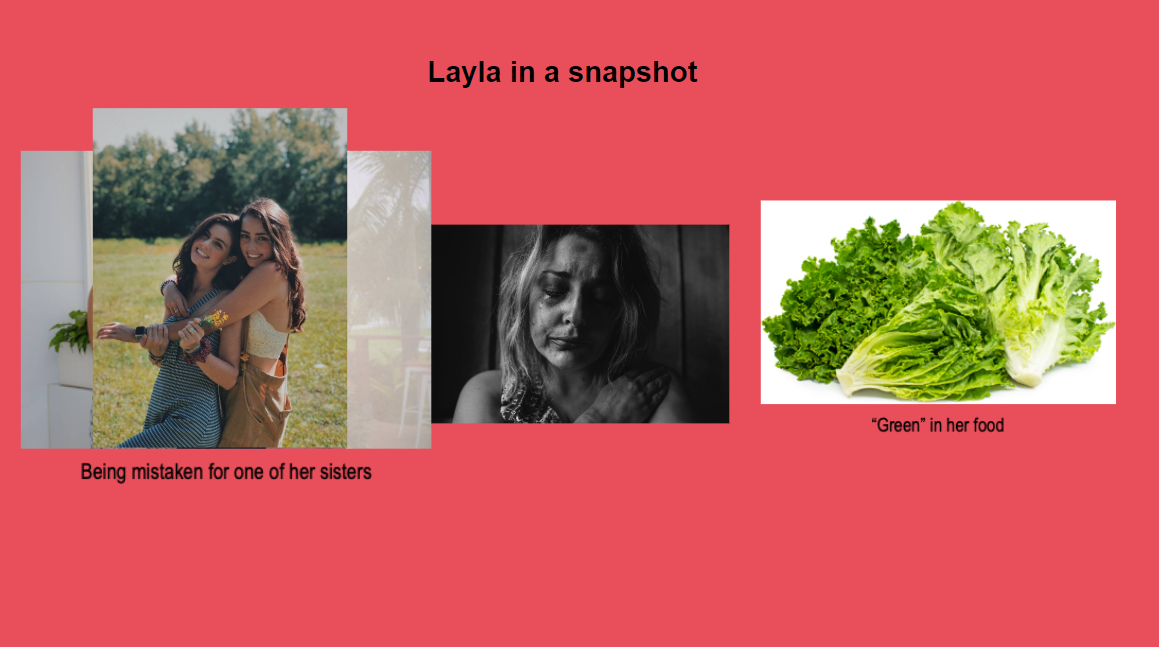 Layla in a snapshot
Being mistaken for one of her sisters
“Green” in her food